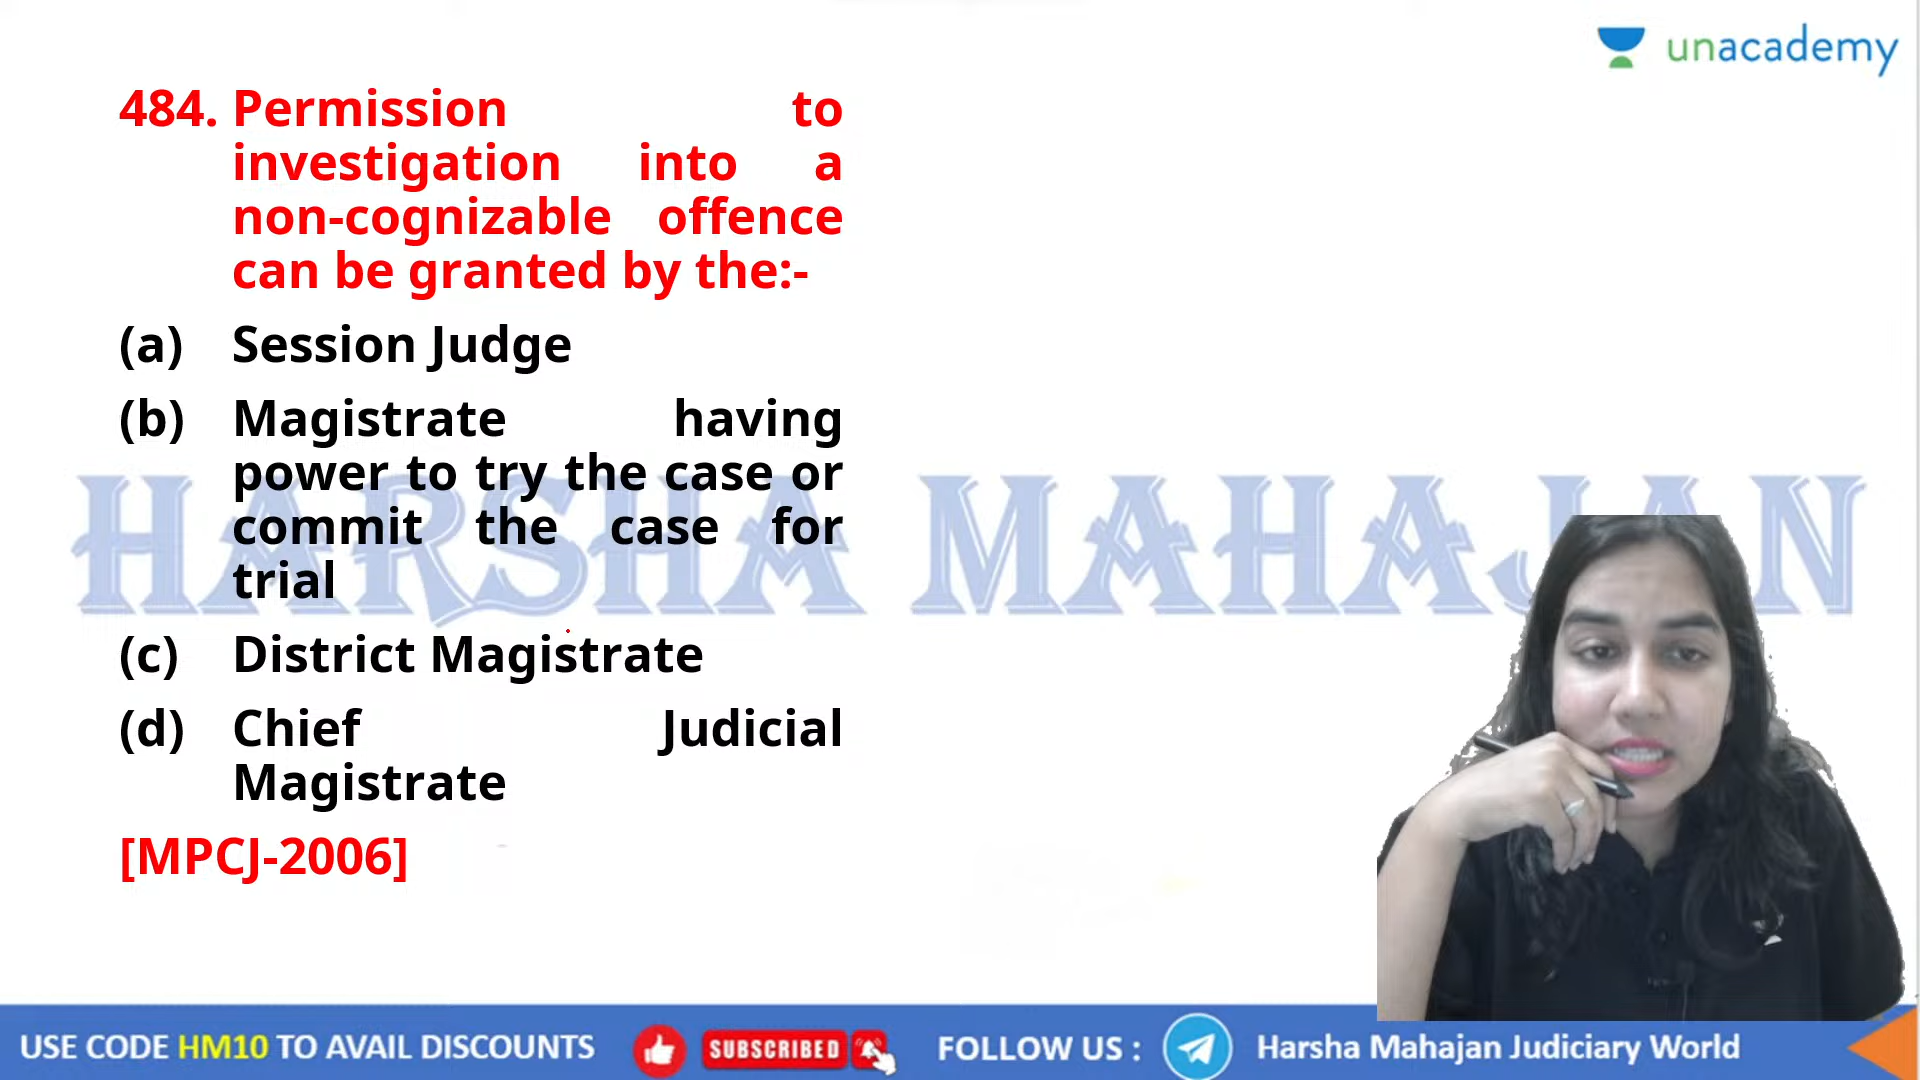 unacademy
484. Permission to
investigation into a
non-cognizable offence
can be granted by the:-
(a) Session Judge
(b) Magistrate having
power to try the case or
commit the case for
trial
(c) District Magistrate
(d) Chief Judicial
Magistrate
[MPCJ-2006]
HARSHA MAHAJAN
USE CODE HM10 TO AVAIL DISCOUNTS
SUBSCRIBED
FOLLOW US :
Harsha Mahajan Judiciary World